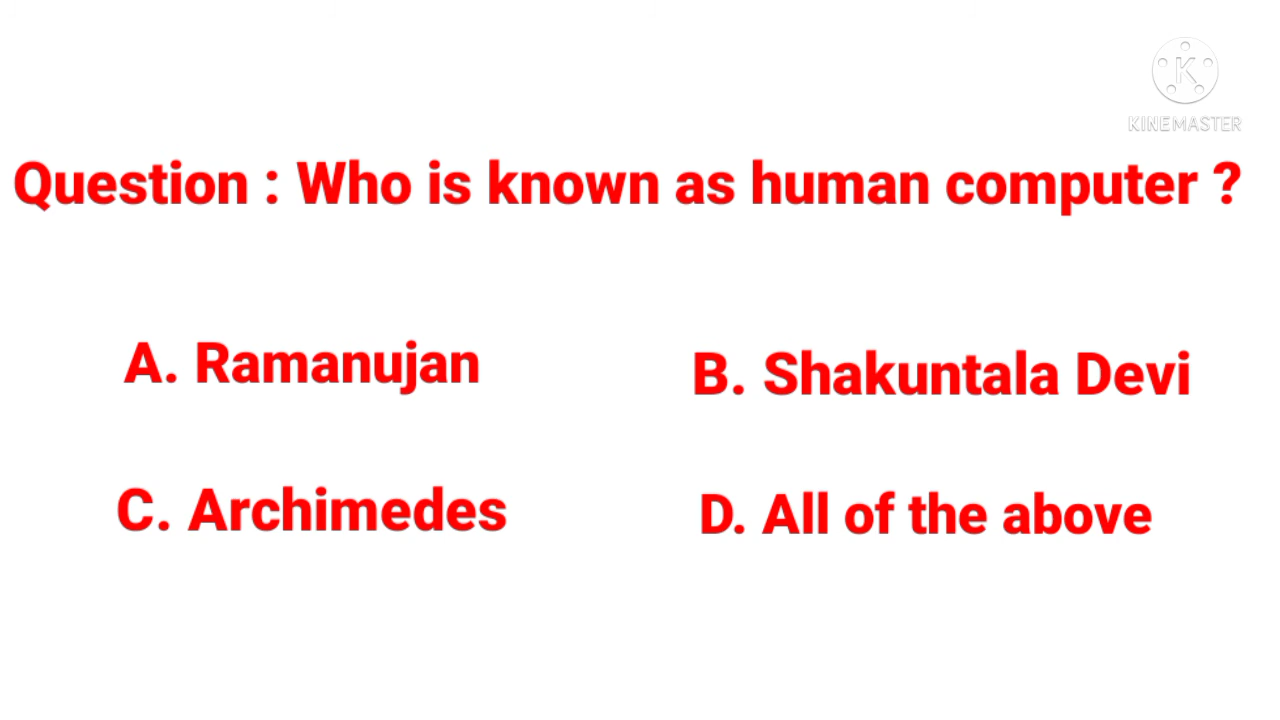 KINEMASTER
Question : Who is known as human computer ?
A. Ramanujan
B. Shakuntala Devi
C. Archimedes
D. All of the above